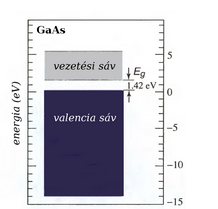 GaAs
vezetési sáv
E_g
1,42 eV
valencia sáv
energia (eV)
5
0
−5
−10
−15